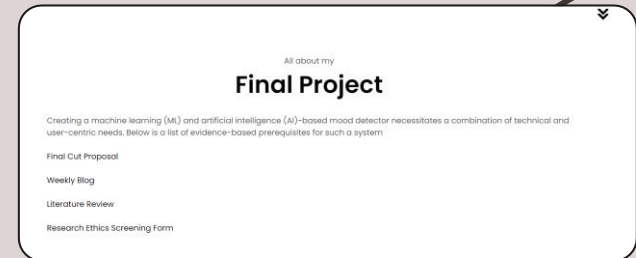 All about my
Final Project
Creating a machine learning (ML) and artificial intelligence (AI)-based mood detector necessitates a combination of technical and
user-centric needs. Below is a list of evidence-based prerequisites for such a system
Final Cut Proposal
Weekly Blog
Literature Review
Research Ethics Screening Form